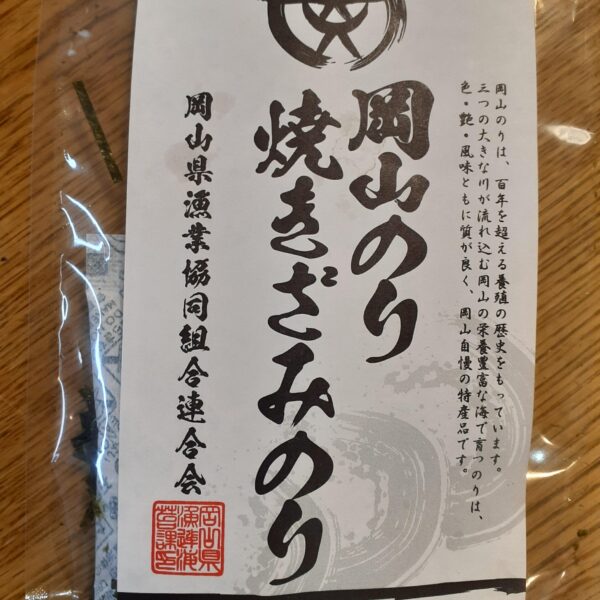 岡山のりは、百年を超える養殖の歴史をもっています。
三つの大きな川が流れ込む岡山の栄養豊富な海で育つのりは、
色・艶・風味ともに質が良く、岡山自慢の特産品です。
岡山のり
焼きざみのり
岡山県漁業協同組合連合会